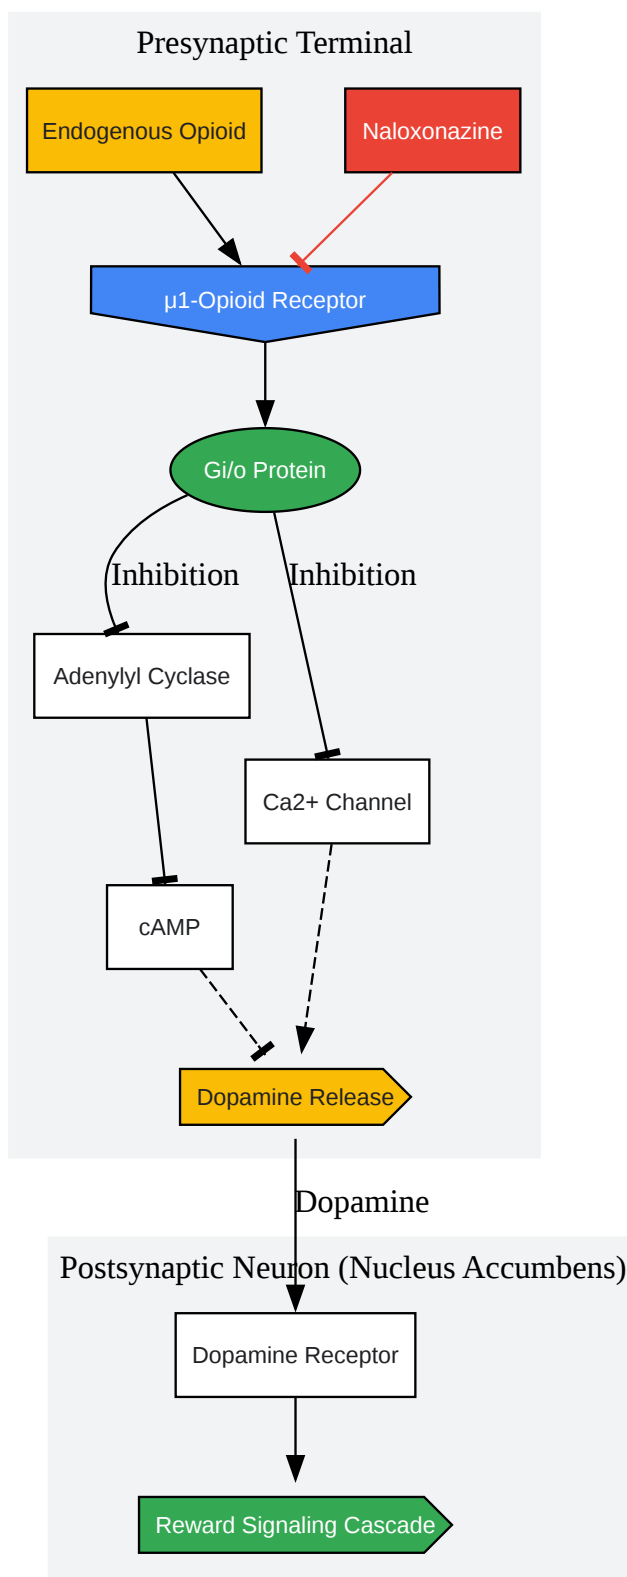 Presynaptic Terminal
Endogenous Opioid
Naloxonazine
μ1-Opioid Receptor
Gi/o Protein
Inhibition
Inhibition
Adenylyl Cyclase
Ca2+ Channel
cAMP
Dopamine Release
Dopamine
Postsynaptic Neuron (Nucleus Accumbens)
Dopamine Receptor
Reward Signaling Cascade